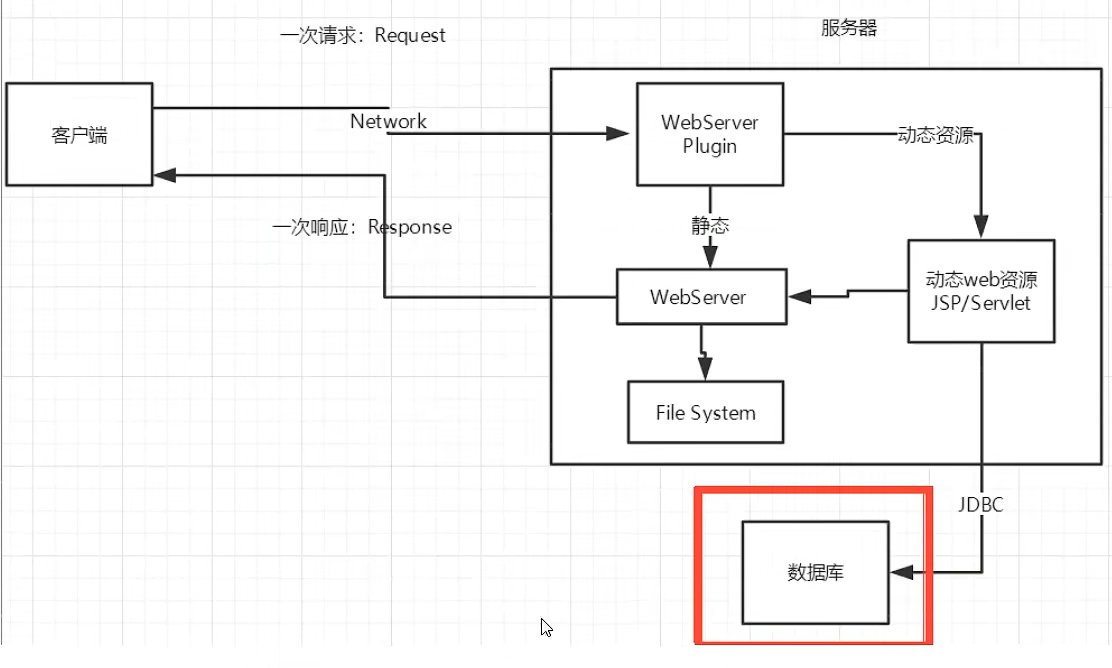 一次请求：Request
服务器
客户端
Network
WebServer
Plugin
动态资源
一次响应：Response
静态
动态web资源
JSP/Servlet
WebServer
File System
JDBC
数据库